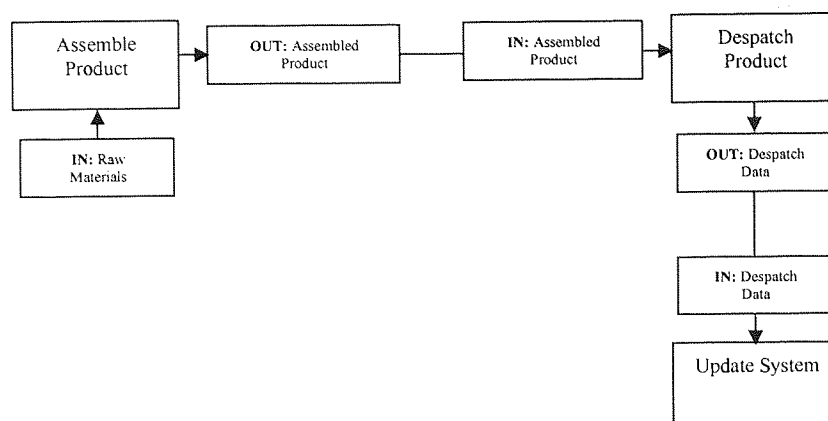 Assemble
Product
OUT: Assembled
Product
IN: Assembled
Product
Despatch
Product
IN: Raw
Materials
OUT: Despatch
Data
IN: Despatch
Data
Update System